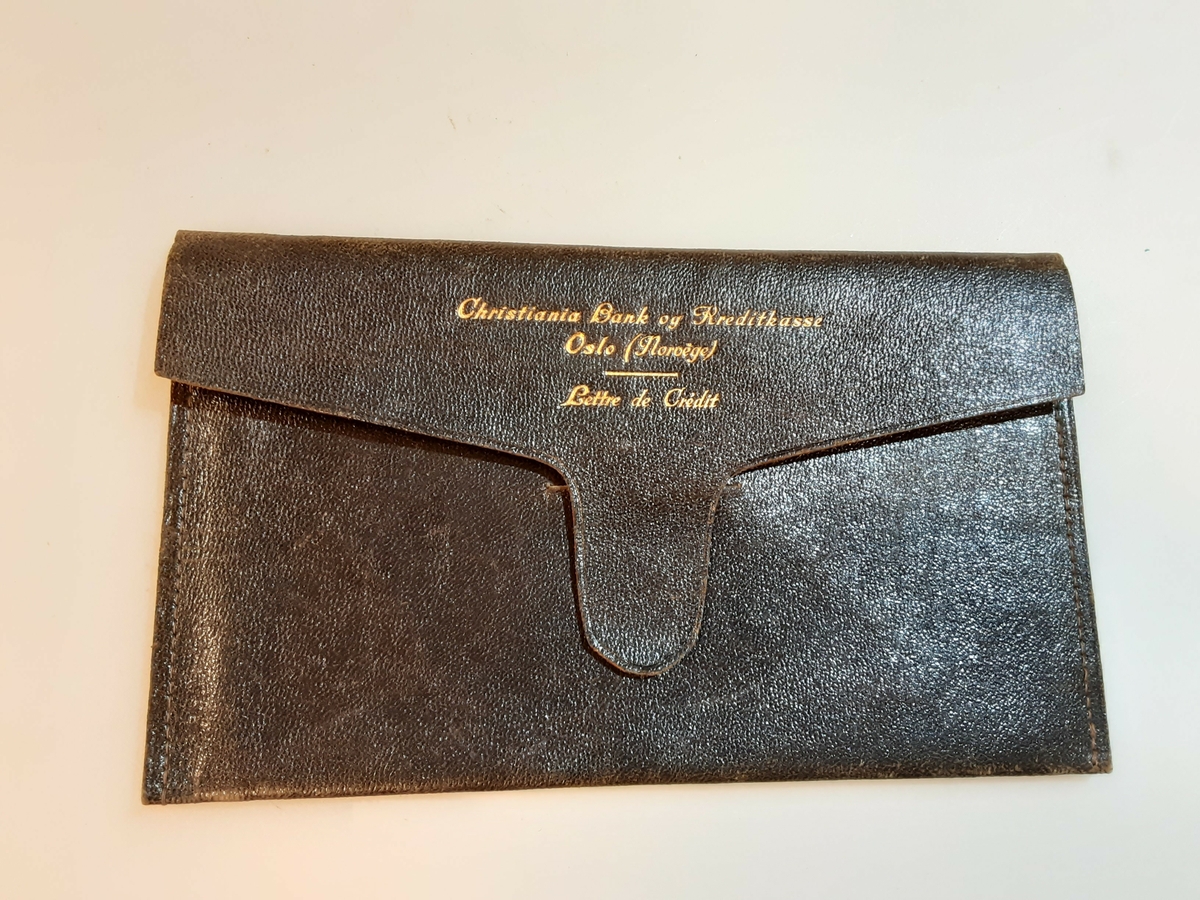 Christiania Bank og Kreditkasse
Oslo (Norvège)
Lettre de Crédit